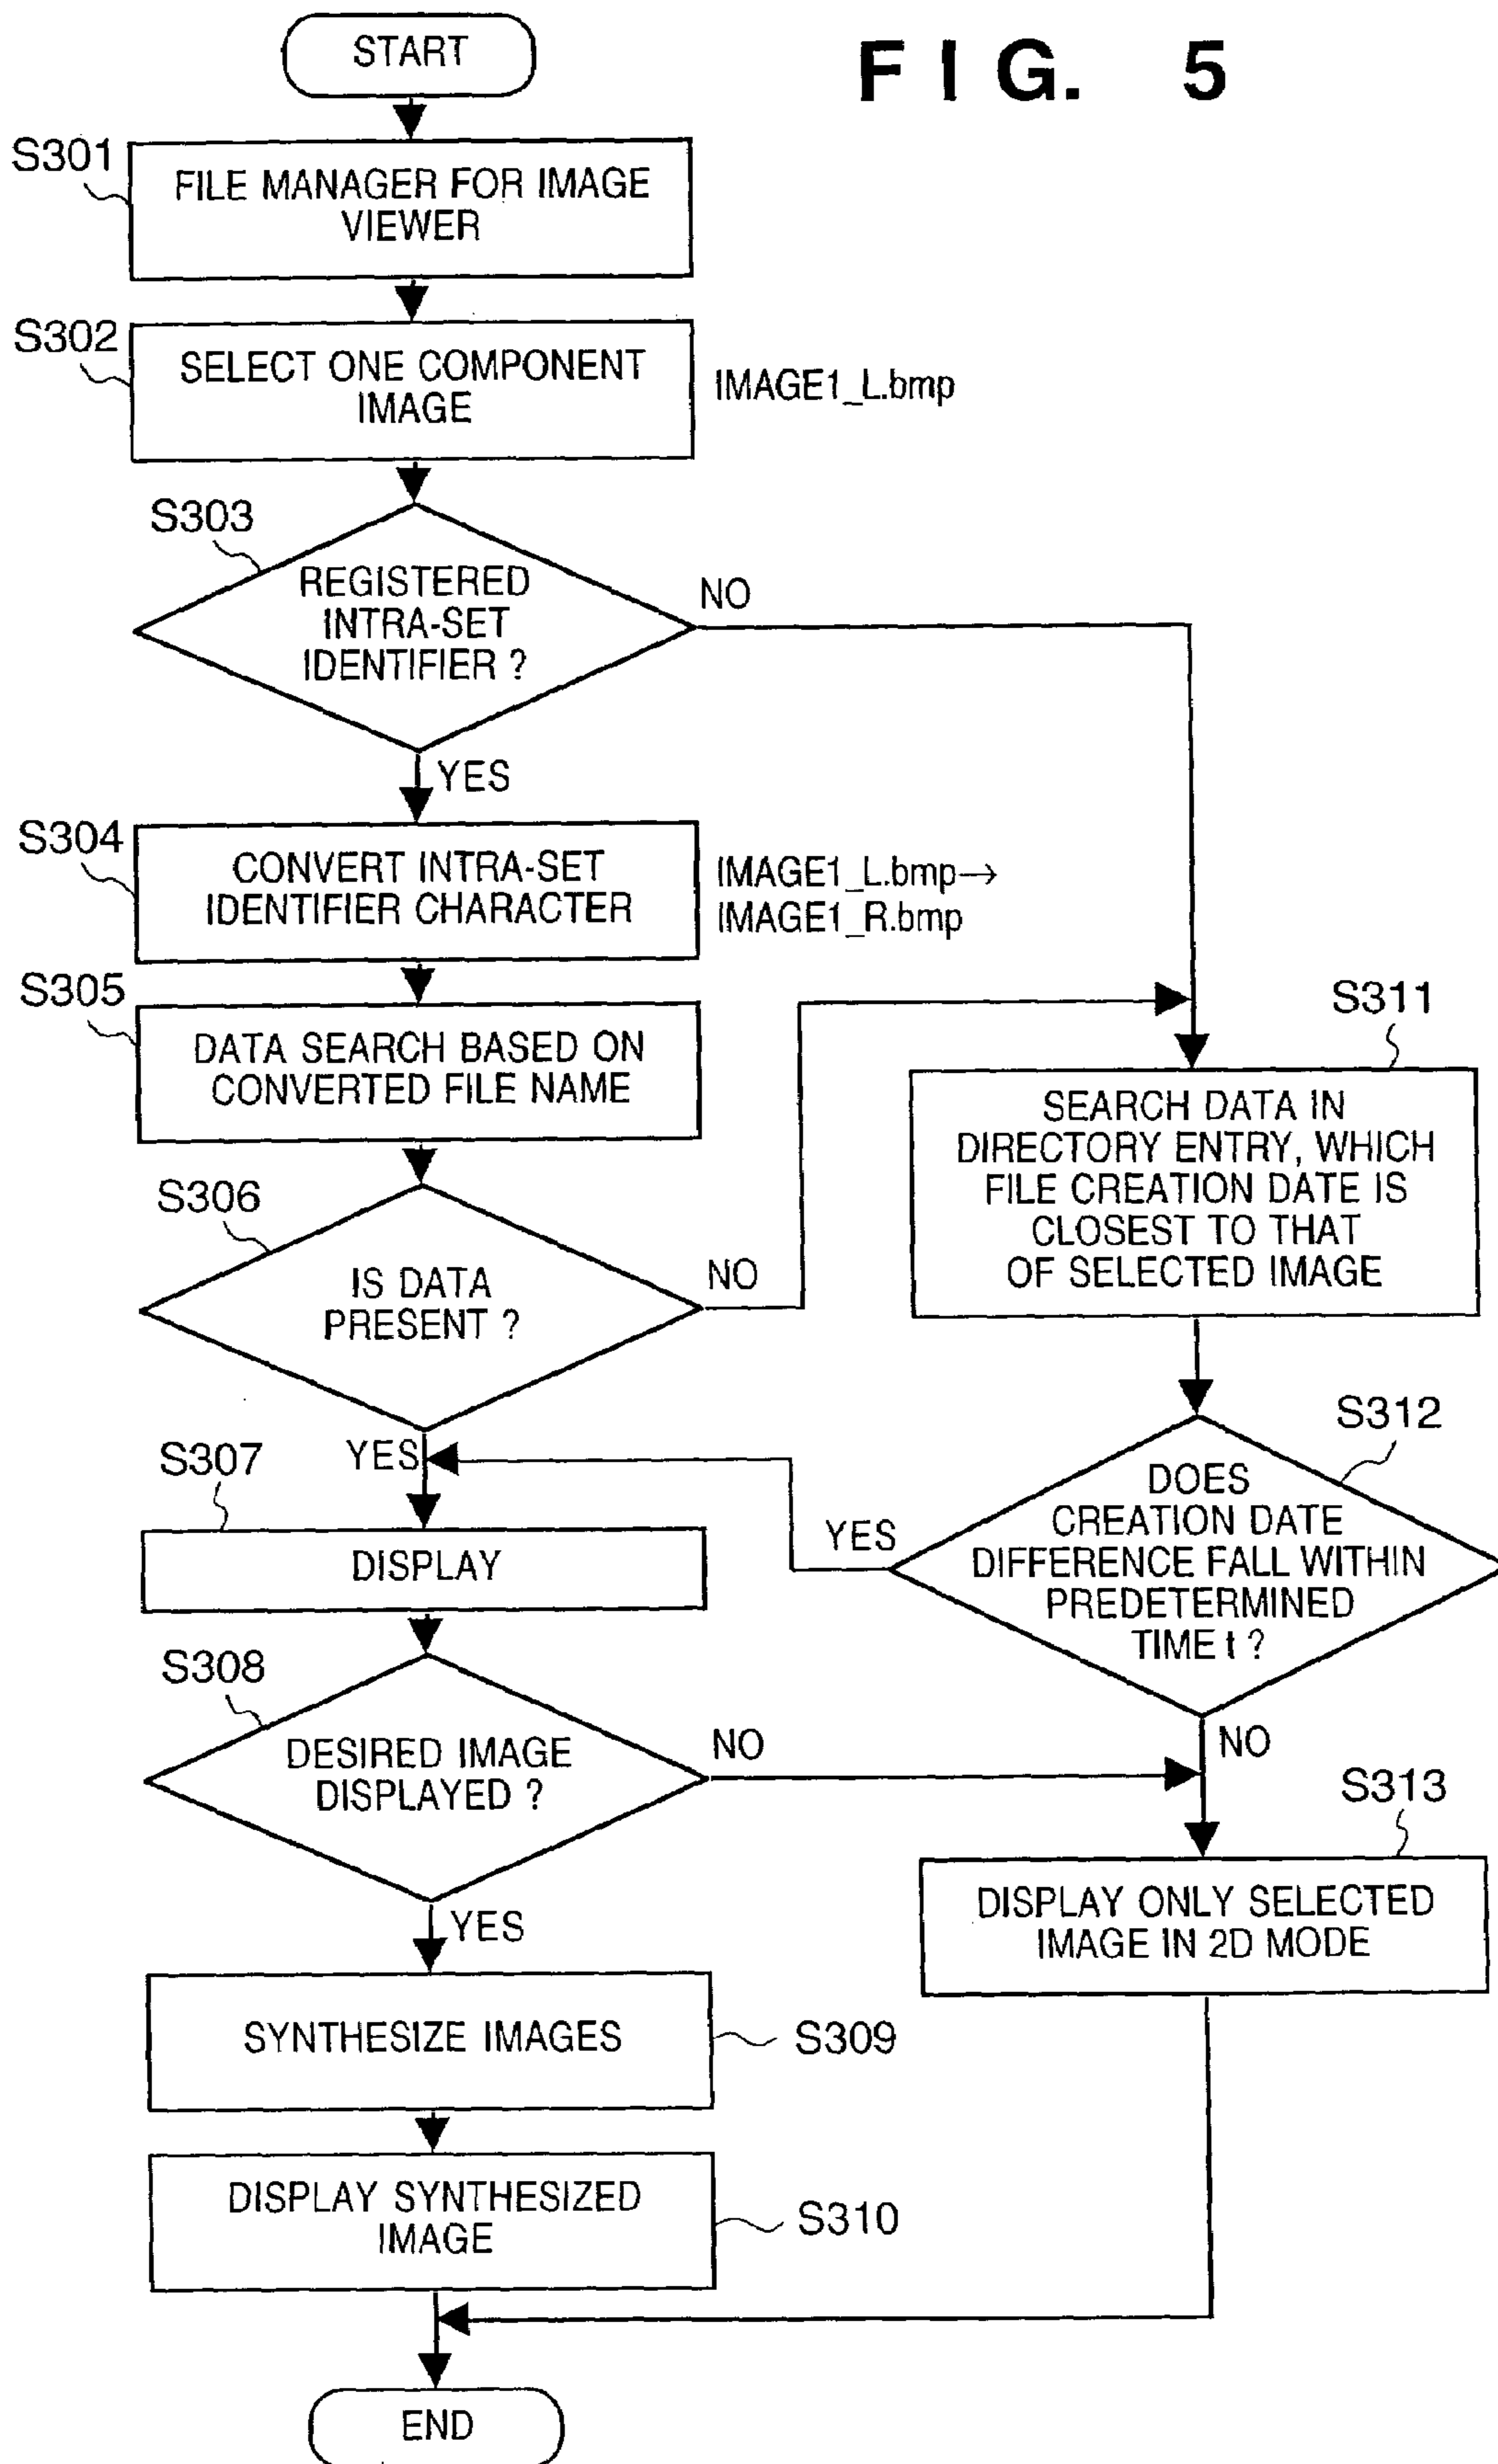 FIG. 5
START
S301
FILE MANAGER FOR IMAGE
VIEWER
S302
SELECT ONE COMPONENT
IMAGE
IMAGE1_L.bmp
S303
REGISTERED
INTRA-SET
IDENTIFIER ?
NO
YES
S304
CONVERT INTRA-SET
IDENTIFIER CHARACTER
IMAGE1_L.bmp→
IMAGE1_R.bmp
S305
DATA SEARCH BASED ON
CONVERTED FILE NAME
S306
IS DATA
PRESENT ?
NO
YES
S311
SEARCH DATA IN
DIRECTORY ENTRY, WHICH
FILE CREATION DATE IS
CLOSEST TO THAT
OF SELECTED IMAGE
S312
DOES
CREATION DATE
DIFFERENCE FALL WITHIN
PREDETERMINED
TIME t ?
YES
NO
S307
DISPLAY
S308
DESIRED IMAGE
DISPLAYED ?
NO
YES
S313
DISPLAY ONLY SELECTED
IMAGE IN 2D MODE
SYNTHESIZE IMAGES
S309
DISPLAY SYNTHESIZED
IMAGE
S310
END